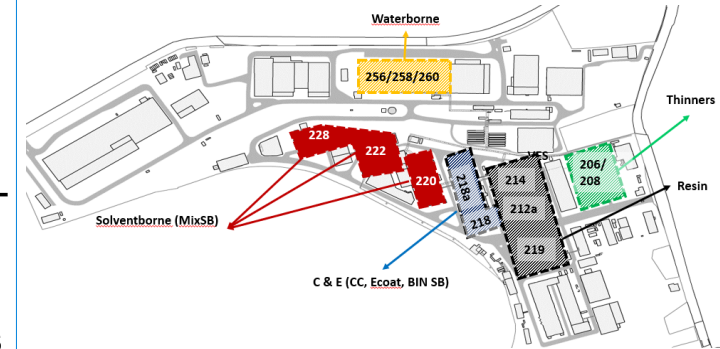 Waterborne
256/258/260
Thinners
228
222
220
218a
218
214
212a
219
206/
208
Resin
Solventborne (MixSB)
C & E (CC, Ecoat, BIN SB)